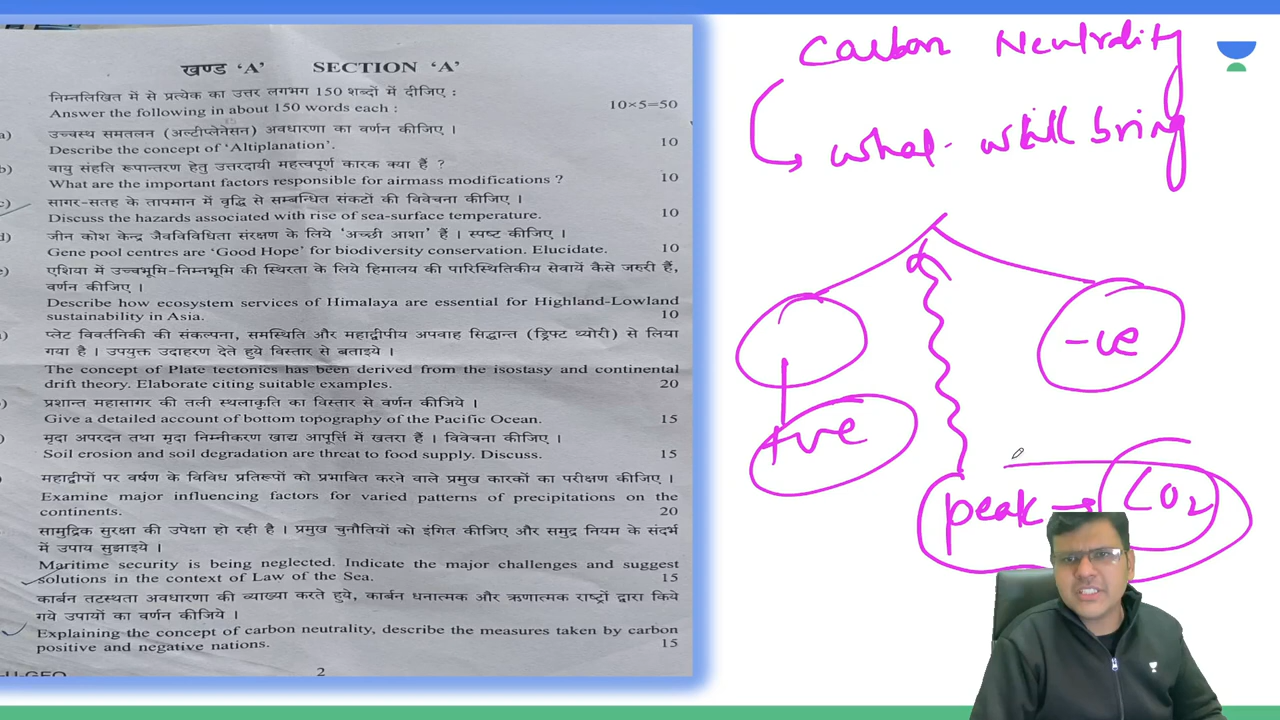 खण्ड ‘A’ SECTION ‘A’
निम्नलिखित में से प्रत्येक का उत्तर लगभग 150 शब्दों में दीजिए :
Answer the following in about 150 words each : 10×5=50
a) उच्चस्थ समतलन (अल्टीप्लेनेसन) अवधारणा का वर्णन कीजिए ।
Describe the concept of ‘Altiplanation’. 10
b) वायु संहति रूपान्तरण हेतु उत्तरदायी महत्वपूर्ण कारक क्या हैं ?
What are the important factors responsible for airmass modifications ? 10
c) सागर-सतह के तापमान में वृद्धि से सम्बन्धित संकटों की विवेचना कीजिए ।
Discuss the hazards associated with rise of sea-surface temperature. 10
d) जीन कोश केन्द्र जैवविविधिता संरक्षण के लिये ‘अच्छी आशा’ हैं । स्पष्ट कीजिए ।
Gene pool centres are ‘Good Hope’ for biodiversity conservation. Elucidate. 10
e) एशिया में उच्चभूमि-निम्नभूमि की स्थिरता के लिये हिमालय की पारिस्थितिकीय सेवायें कैसे जरुरी हैं,
वर्णन कीजिए ।
Describe how ecosystem services of Himalaya are essential for Highland-Lowland
sustainability in Asia. 10
प्लेट विवर्तनिकी की संकल्पना, समस्थिति और महाद्वीपीय अपवाह सिद्धान्त (ड्रिफ्ट थ्योरी) से लिया
गया है । उपयुक्त उदाहरण देते हुये विस्तार से बताइये ।
The concept of Plate tectonics has been derived from the isostasy and continental
drift theory. Elaborate citing suitable examples. 20
प्रशान्त महासागर की तली स्थलाकृति का विस्तार से वर्णन कीजिये ।
Give a detailed account of bottom topography of the Pacific Ocean. 15
मृदा अपरदन तथा मृदा निम्नीकरण खाद्य आपूर्त्ति में खतरा हैं । विवेचना कीजिए ।
Soil erosion and soil degradation are threat to food supply. Discuss. 15
महाद्वीपों पर वर्षण के विविध प्रतिरूपों को प्रभावित करने वाले प्रमुख कारकों का परीक्षण कीजिए ।
Examine major influencing factors for varied patterns of precipitations on the
continents. 20
सामुद्रिक सुरक्षा की उपेक्षा हो रही है । प्रमुख चुनौतियों को इंगित कीजिए और समुद्र नियम के संदर्भ
में उपाय सुझाइये ।
Maritime security is being neglected. Indicate the major challenges and suggest
solutions in the context of Law of the Sea. 15
कार्बन तटस्थता अवधारणा की व्याख्या करते हुये, कार्बन धनात्मक और ऋणात्मक राष्ट्रों द्वारा किये
गये उपायों का वर्णन कीजिये ।
Explaining the concept of carbon neutrality, describe the measures taken by carbon
positive and negative nations. 15
2
Carbon Neutrality
what will bring
-ve
+ve
peak → CO2